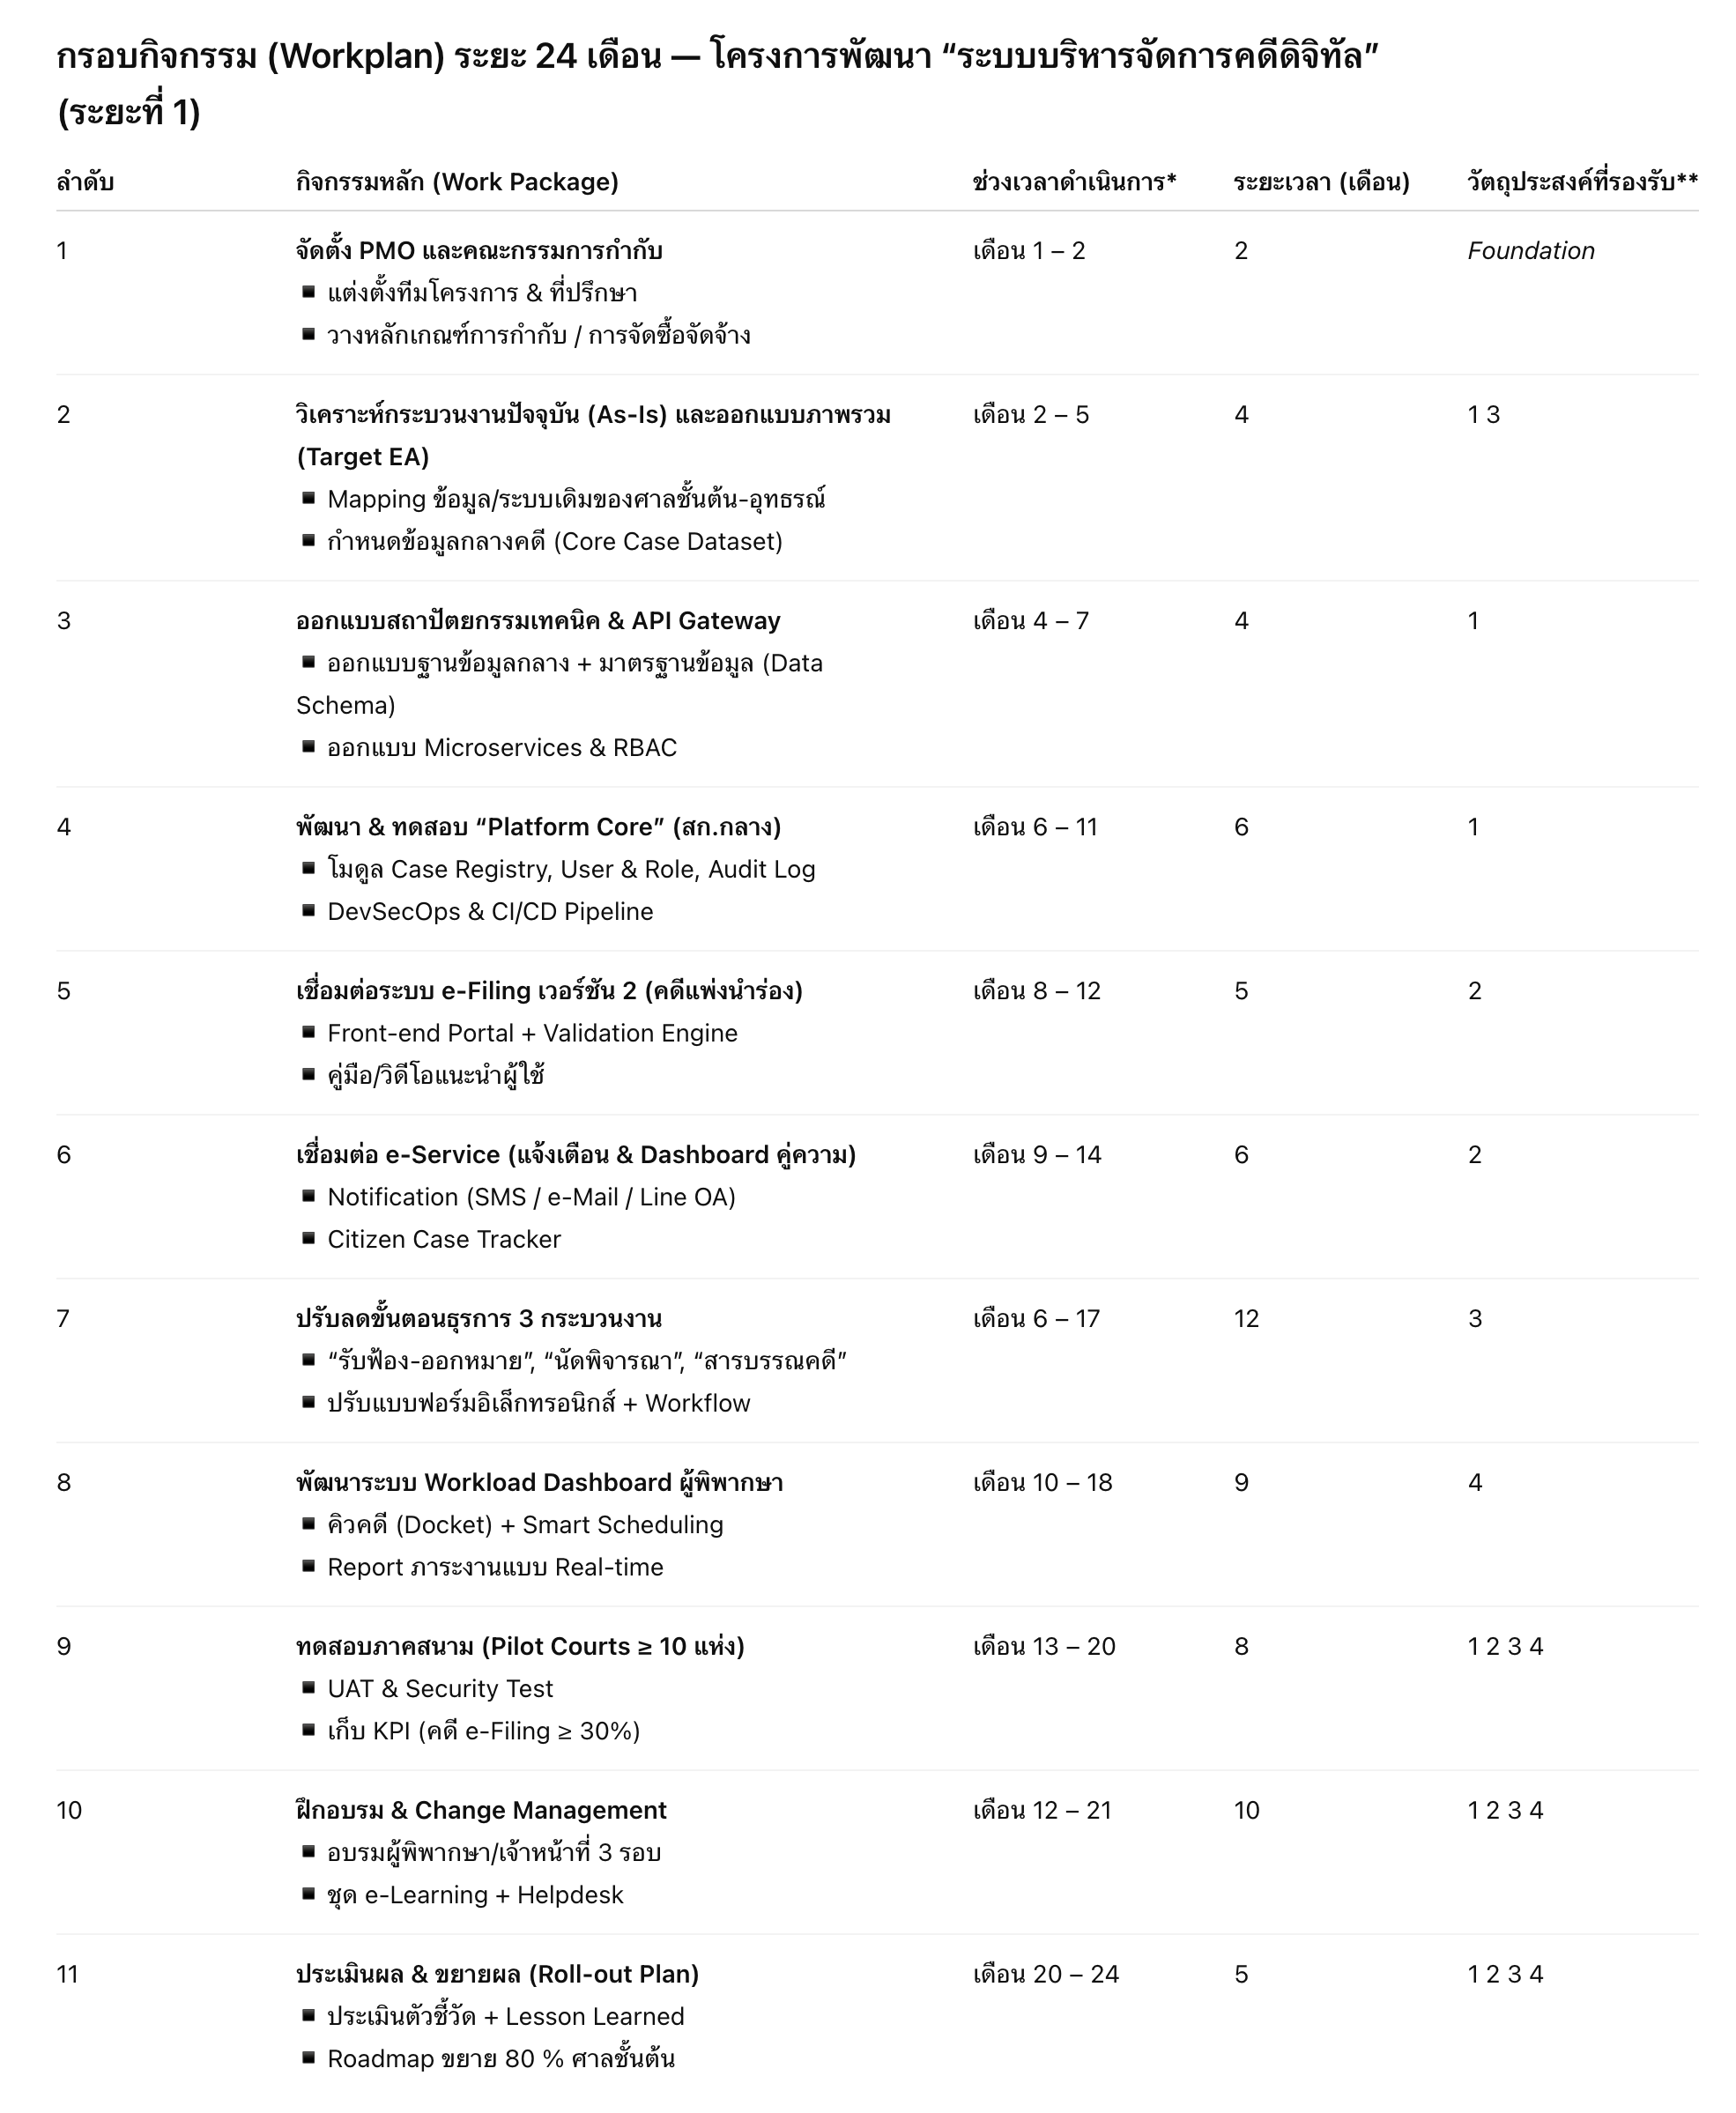 กรอบกิจกรรม (Workplan) ระยะ 24 เดือน — โครงการพัฒนา “ระบบบริหารจัดการคดีดิจิทัล”
(ระยะที่ 1)
ลำดับ กิจกรรมหลัก (Work Package) ช่วงเวลาดำเนินการ* ระยะเวลา (เดือน) วัตถุประสงค์ที่รองรับ**
1 จัดตั้ง PMO และคณะกรรมการกำกับ เดือน 1 – 2 2 Foundation
▪ แต่งตั้งทีมโครงการ & ที่ปรึกษา
▪ วางหลักเกณฑ์การกำกับ / การจัดซื้อจัดจ้าง
2 วิเคราะห์กระบวนงานปัจจุบัน (As-Is) และออกแบบภาพรวม เดือน 2 – 5 4 1 3
(Target EA)
▪ Mapping ข้อมูล/ระบบเดิมของศาลชั้นต้น-อุทธรณ์
▪ กำหนดข้อมูลกลางคดี (Core Case Dataset)
3 ออกแบบสถาปัตยกรรมเทคนิค & API Gateway เดือน 4 – 7 4 1
▪ ออกแบบฐานข้อมูลกลาง + มาตรฐานข้อมูล (Data
Schema)
▪ ออกแบบ Microservices & RBAC
4 พัฒนา & ทดสอบ “Platform Core” (สก.กลาง) เดือน 6 – 11 6 1
▪ โมดูล Case Registry, User & Role, Audit Log
▪ DevSecOps & CI/CD Pipeline
5 เชื่อมต่อระบบ e-Filing เวอร์ชัน 2 (คดีแพ่งนำร่อง) เดือน 8 – 12 5 2
▪ Front-end Portal + Validation Engine
▪ คู่มือ/วิดีโอแนะนำผู้ใช้
6 เชื่อมต่อ e-Service (แจ้งเตือน & Dashboard คู่ความ) เดือน 9 – 14 6 2
▪ Notification (SMS / e-Mail / Line OA)
▪ Citizen Case Tracker
7 ปรับลดขั้นตอนธุรการ 3 กระบวนงาน เดือน 6 – 17 12 3
▪ “รับฟ้อง-ออกหมาย”, “นัดพิจารณา”, “สารบรรณคดี”
▪ ปรับแบบฟอร์มอิเล็กทรอนิกส์ + Workflow
8 พัฒนาระบบ Workload Dashboard ผู้พิพากษา เดือน 10 – 18 9 4
▪ คิวคดี (Docket) + Smart Scheduling
▪ Report ภาระงานแบบ Real-time
9 ทดสอบภาคสนาม (Pilot Courts ≥ 10 แห่ง) เดือน 13 – 20 8 1 2 3 4
▪ UAT & Security Test
▪ เก็บ KPI (คดี e-Filing ≥ 30%)
10 ฝึกอบรม & Change Management เดือน 12 – 21 10 1 2 3 4
▪ อบรมผู้พิพากษา/เจ้าหน้าที่ 3 รอบ
▪ ชุด e-Learning + Helpdesk
11 ประเมินผล & ขยายผล (Roll-out Plan) เดือน 20 – 24 5 1 2 3 4
▪ ประเมินตัวชี้วัด + Lesson Learned
▪ Roadmap ขยาย 80 % ศาลชั้นต้น